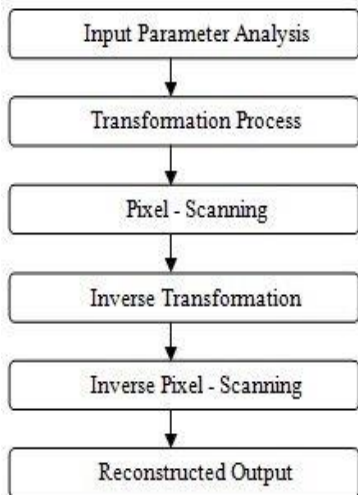 Input Parameter Analysis
Transformation Process
Pixel - Scanning
Inverse Transformation
Inverse Pixel - Scanning
Reconstructed Output